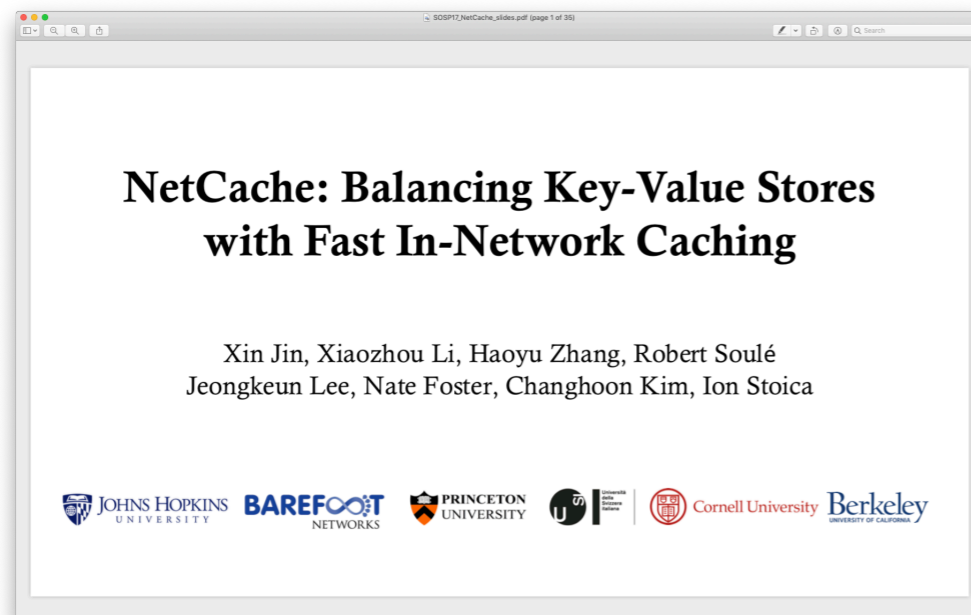 SOSP17_NetCache_slides.pdf (page 1 of 35)
Search
NetCache: Balancing Key-Value Stores
with Fast In-Network Caching
Xin Jin, Xiaozhou Li, Haoyu Zhang, Robert Soulé
Jeongkeun Lee, Nate Foster, Changhoon Kim, Ion Stoica
JOHNS HOPKINS
UNIVERSITY
BAREFOOT
NETWORKS
PRINCETON
UNIVERSITY
USI
Università
della
Svizzera
italiana
Cornell University
Berkeley
UNIVERSITY OF CALIFORNIA